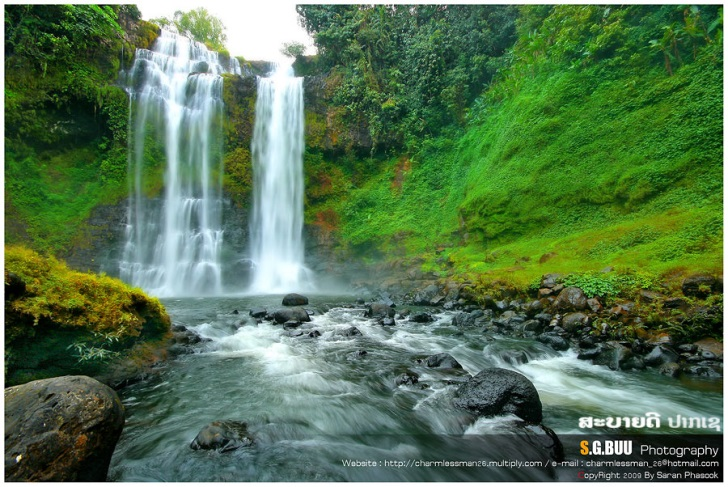 ສະບາຍດີ ປາກເຊ
S.G.BUU Photography
Website : http://charmlessman26.multiply.com / e-mail : charmlessman_26@hotmail.com
CopyRight 2009 By Saran Phasook